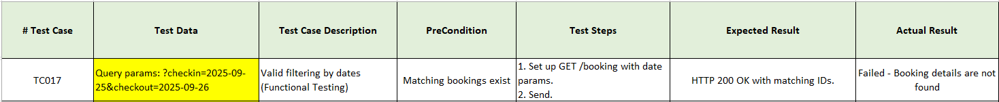 # Test Case
Test Data
Test Case Description
PreCondition
Test Steps
Expected Result
Actual Result
TC017
Query params: ?checkin=2025-09-
25&checkout=2025-09-26
Valid filtering by dates
(Functional Testing)
Matching bookings exist
1. Set up GET /booking with date
params.
2. Send.
HTTP 200 OK with matching IDs.
Failed - Booking details are not
found